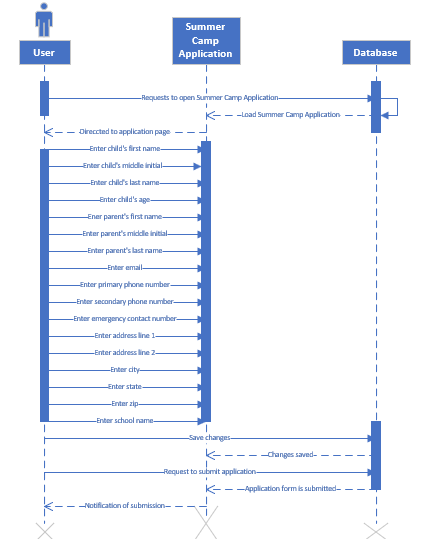 User
Summer
Camp
Application
Database
Requests to open Summer Camp Application
Load Summer Camp Application
Direccted to application page
Enter child's first name
Enter child's middle initial
Enter child's last name
Enter child's age
Ener parent's first name
Enter parent's middle initial
Enter parent's last name
Enter email
Enter primary phone number
Enter secondary phone number
Enter emergency contact number
Enter address line 1
Enter address line 2
Enter city
Enter state
Enter zip
Enter school name
Save changes
Changes saved
Request to submit application
Application form is submitted
Notification of submission